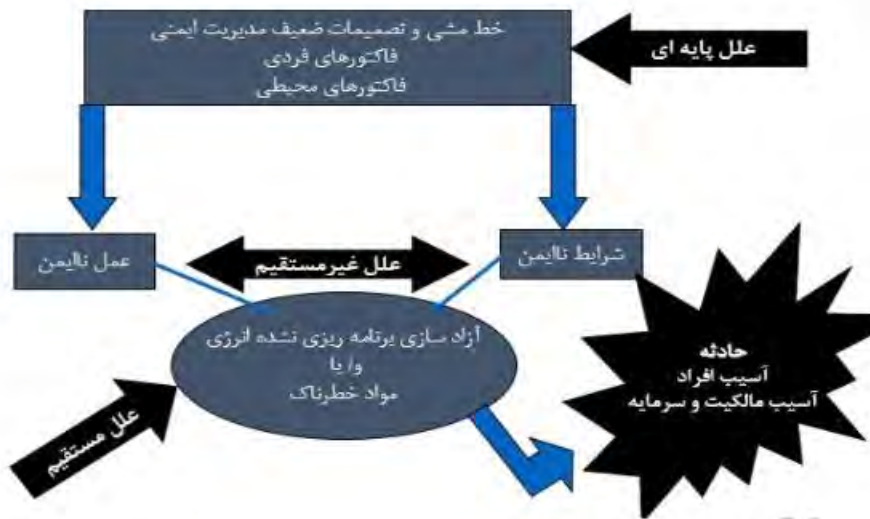 خط مشی و تصمیمات ضعیف مدیریت ایمنی
فاکتورهای فردی
فاکتورهای محیطی
علل پایه ای
عمل ناایمن
علل غیرمستقیم
شرایط ناایمن
آزاد سازی برنامه ریزی نشده انرژی
و/ یا
مواد خطرناک
علل مستقیم
حادثه
آسیب افراد
آسیب مالکیت و سرمایه